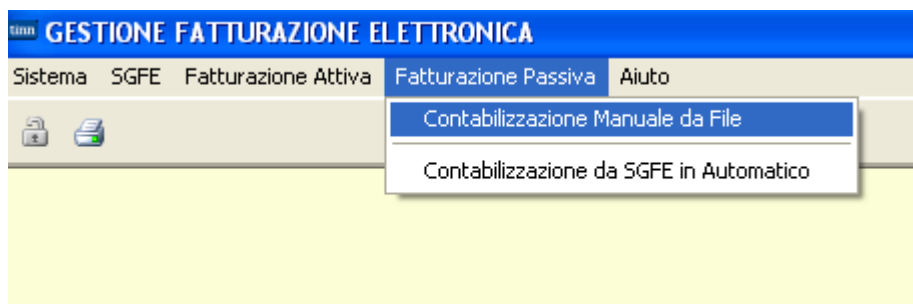 tinn GESTIONE FATTURAZIONE ELETTRONICA
Sistema SGFE Fatturazione Attiva Fatturazione Passiva Aiuto
Contabilizzazione Manuale da File
Contabilizzazione da SGFE in Automatico